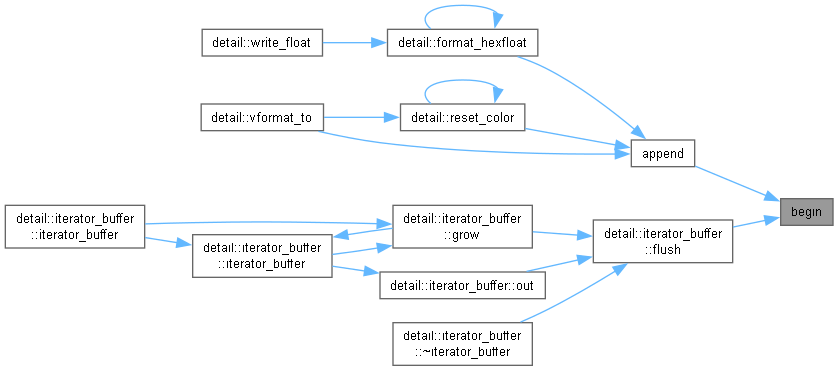 detail::write_float
detail::format_hexfloat
detail::vformat_to
detail::reset_color
append
begin
detail::iterator_buffer
::iterator_buffer
detail::iterator_buffer
::iterator_buffer
detail::iterator_buffer
::grow
detail::iterator_buffer::out
detail::iterator_buffer
::flush
detail::iterator_buffer
::~iterator_buffer